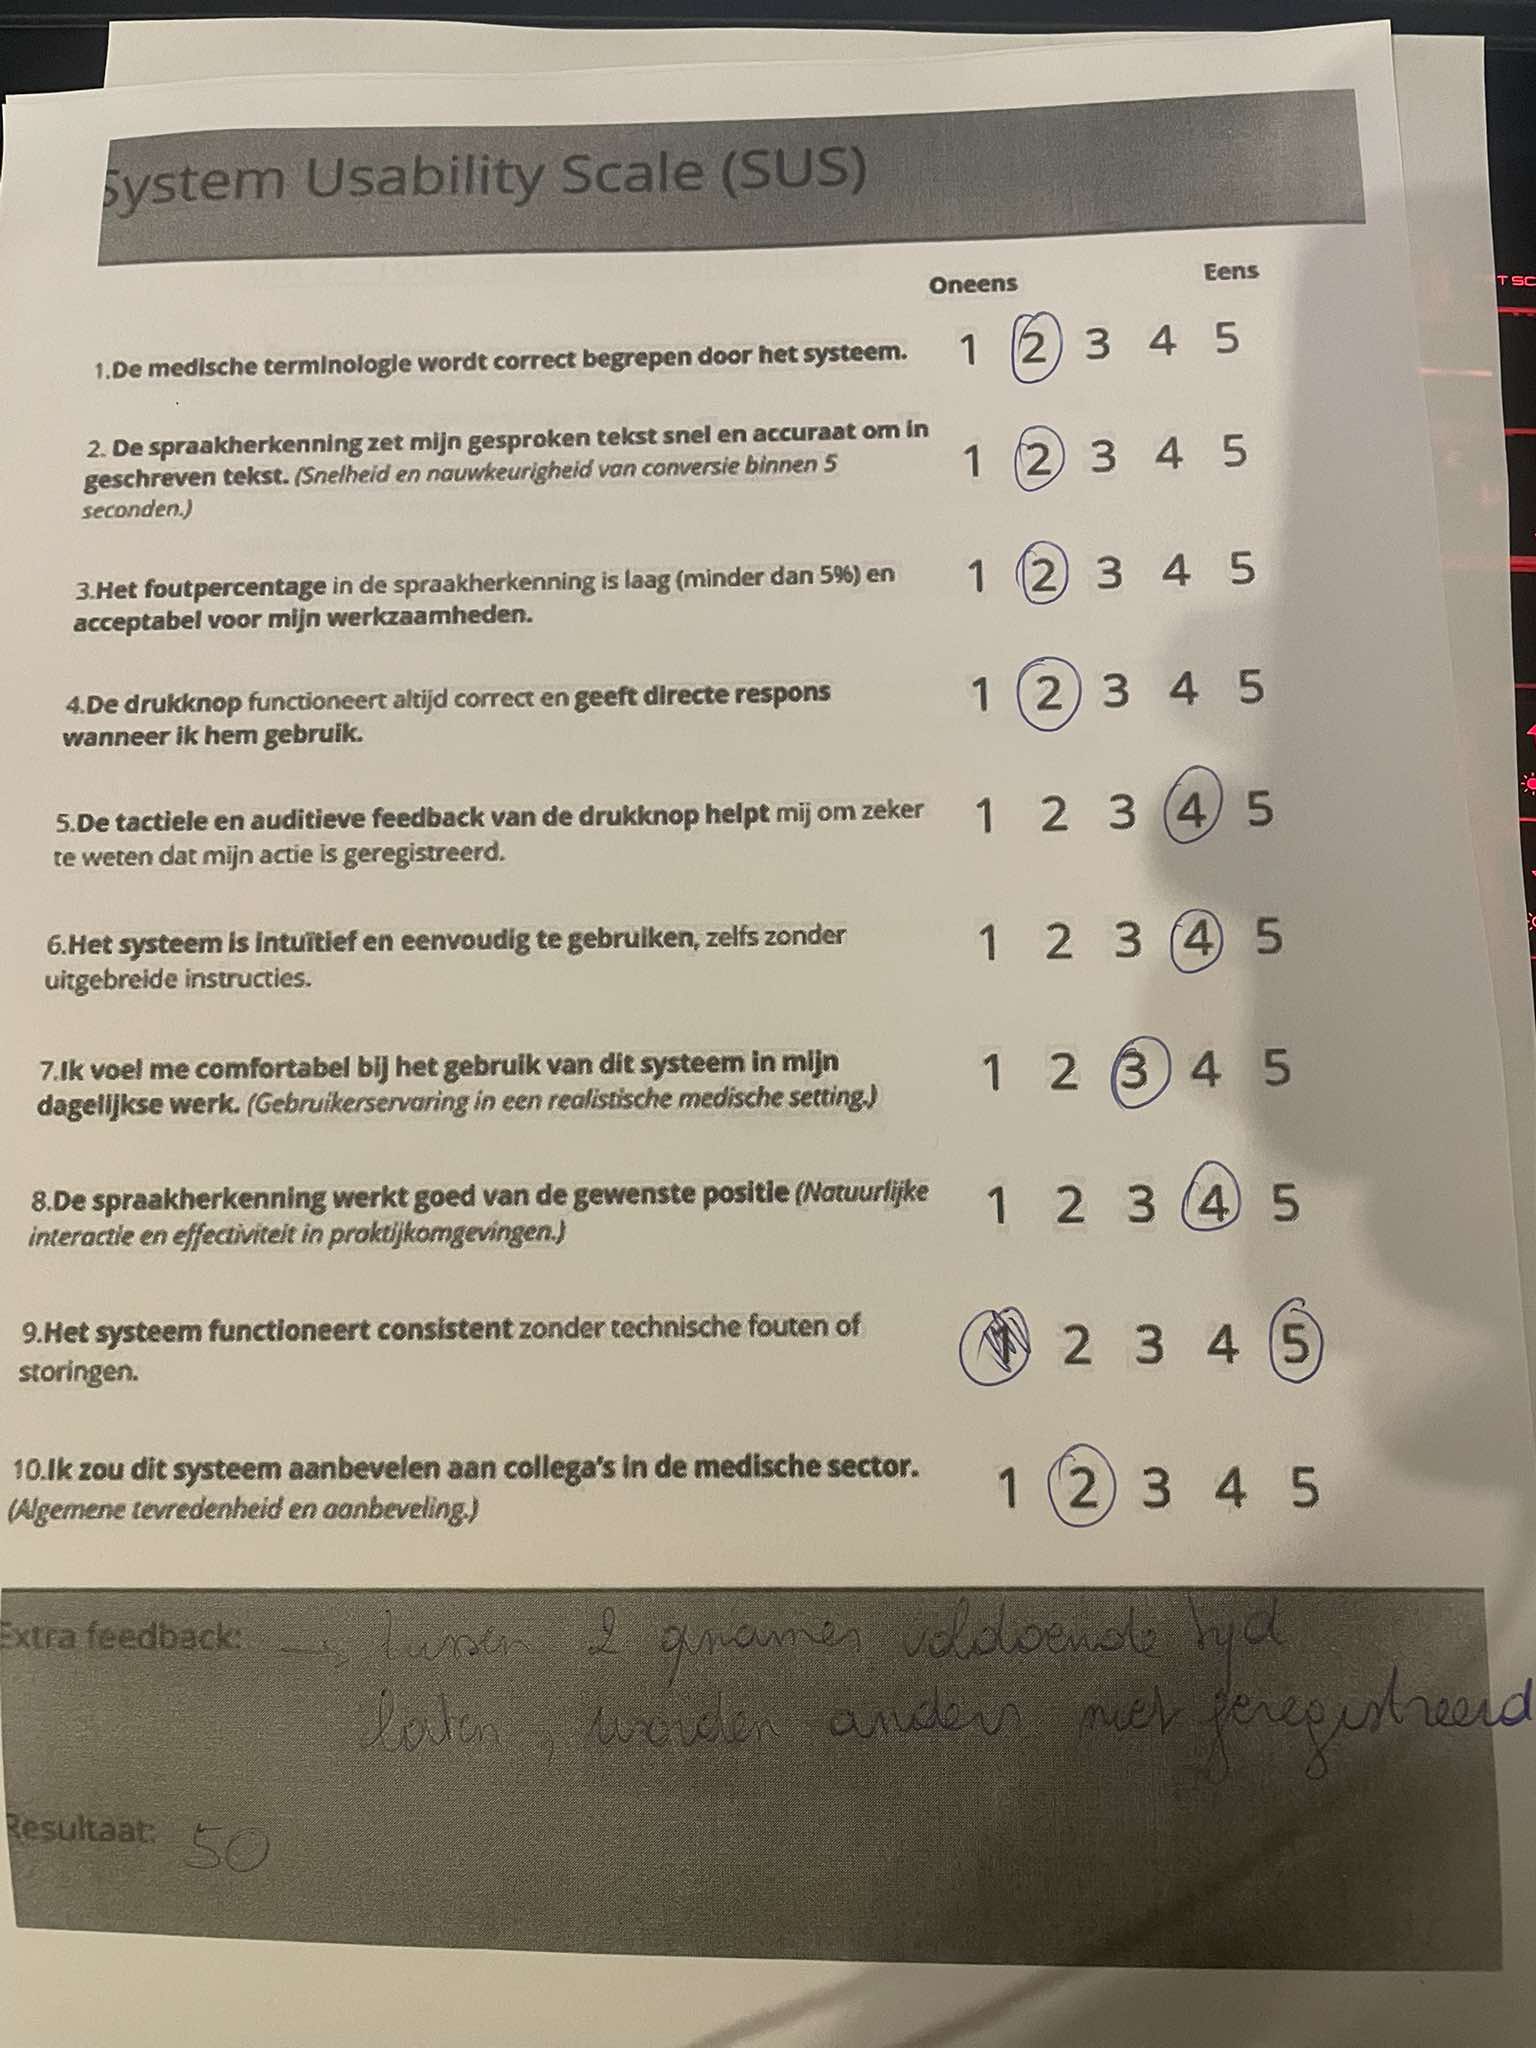 System Usability Scale (SUS)
Oneens Eens
1.De medische terminologie wordt correct begrepen door het systeem. 1 2 3 4 5
2. De spraakherkenning zet mijn gesproken tekst snel en accuraat om in
geschreven tekst. (Snelheid en nauwkeurigheid van conversie binnen 5
seconden.)
1 2 3 4 5
3.Het foutpercentage in de spraakherkenning is laag (minder dan 5%) en
acceptabel voor mijn werkzaamheden.
1 2 3 4 5
4.De drukknop functioneert altijd correct en geeft directe respons
wanneer ik hem gebruik.
1 2 3 4 5
5.De tactiele en auditieve feedback van de drukknop helpt mij om zeker
te weten dat mijn actie is geregistreerd.
1 2 3 4 5
6.Het systeem is intuïtief en eenvoudig te gebruiken, zelfs zonder
uitgebreide instructies.
1 2 3 4 5
7.Ik voel me comfortabel bij het gebruik van dit systeem in mijn
dagelijkse werk. (Gebruikerservaring in een realistische medische setting.)
1 2 3 4 5
8.De spraakherkenning werkt goed van de gewenste positie (Natuurlijke
interactie en effectiviteit in praktijkomgevingen.)
1 2 3 4 5
9.Het systeem functioneert consistent zonder technische fouten of
storingen.
1 2 3 4 5
10.Ik zou dit systeem aanbevelen aan collega's in de medische sector.
(Algemene tevredenheid en aanbeveling.)
1 2 3 4 5
Extra feedback: → tussen 2 opnames voldoende tijd
laten, worden anders niet geregistreerd
Resultaat: 50